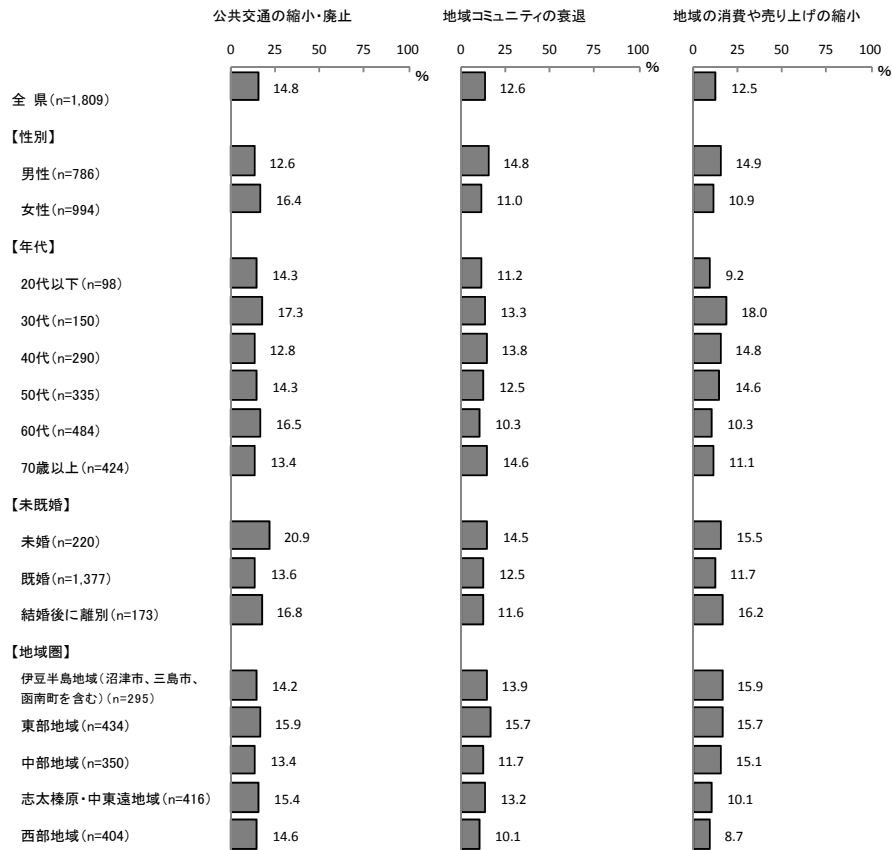 公共交通の縮小・廃止 地域コミュニティの衰退 地域の消費や売り上げの縮小
0 25 50 75 100 0 25 50 75 100 0 25 50 75 100
% % %
全 県(n=1,809) 14.8 12.6 12.5
【性別】
男性(n=786) 12.6 14.8 14.9
女性(n=994) 16.4 11.0 10.9
【年代】
20代以下(n=98) 14.3 11.2 9.2
30代(n=150) 17.3 13.3 18.0
40代(n=290) 12.8 13.8 14.8
50代(n=335) 14.3 12.5 14.6
60代(n=484) 16.5 10.3 10.3
70歳以上(n=424) 13.4 14.6 11.1
【未既婚】
未婚(n=220) 20.9 14.5 15.5
既婚(n=1,377) 13.6 12.5 11.7
結婚後に離別(n=173) 16.8 11.6 16.2
【地域圏】
伊豆半島地域(沼津市、三島市、
函南町を含む)(n=295) 14.2 13.9 15.9
東部地域(n=434) 15.9 15.7 15.7
中部地域(n=350) 13.4 11.7 15.1
志太榛原・中東遠地域(n=416) 15.4 13.2 10.1
西部地域(n=404) 14.6 10.1 8.7